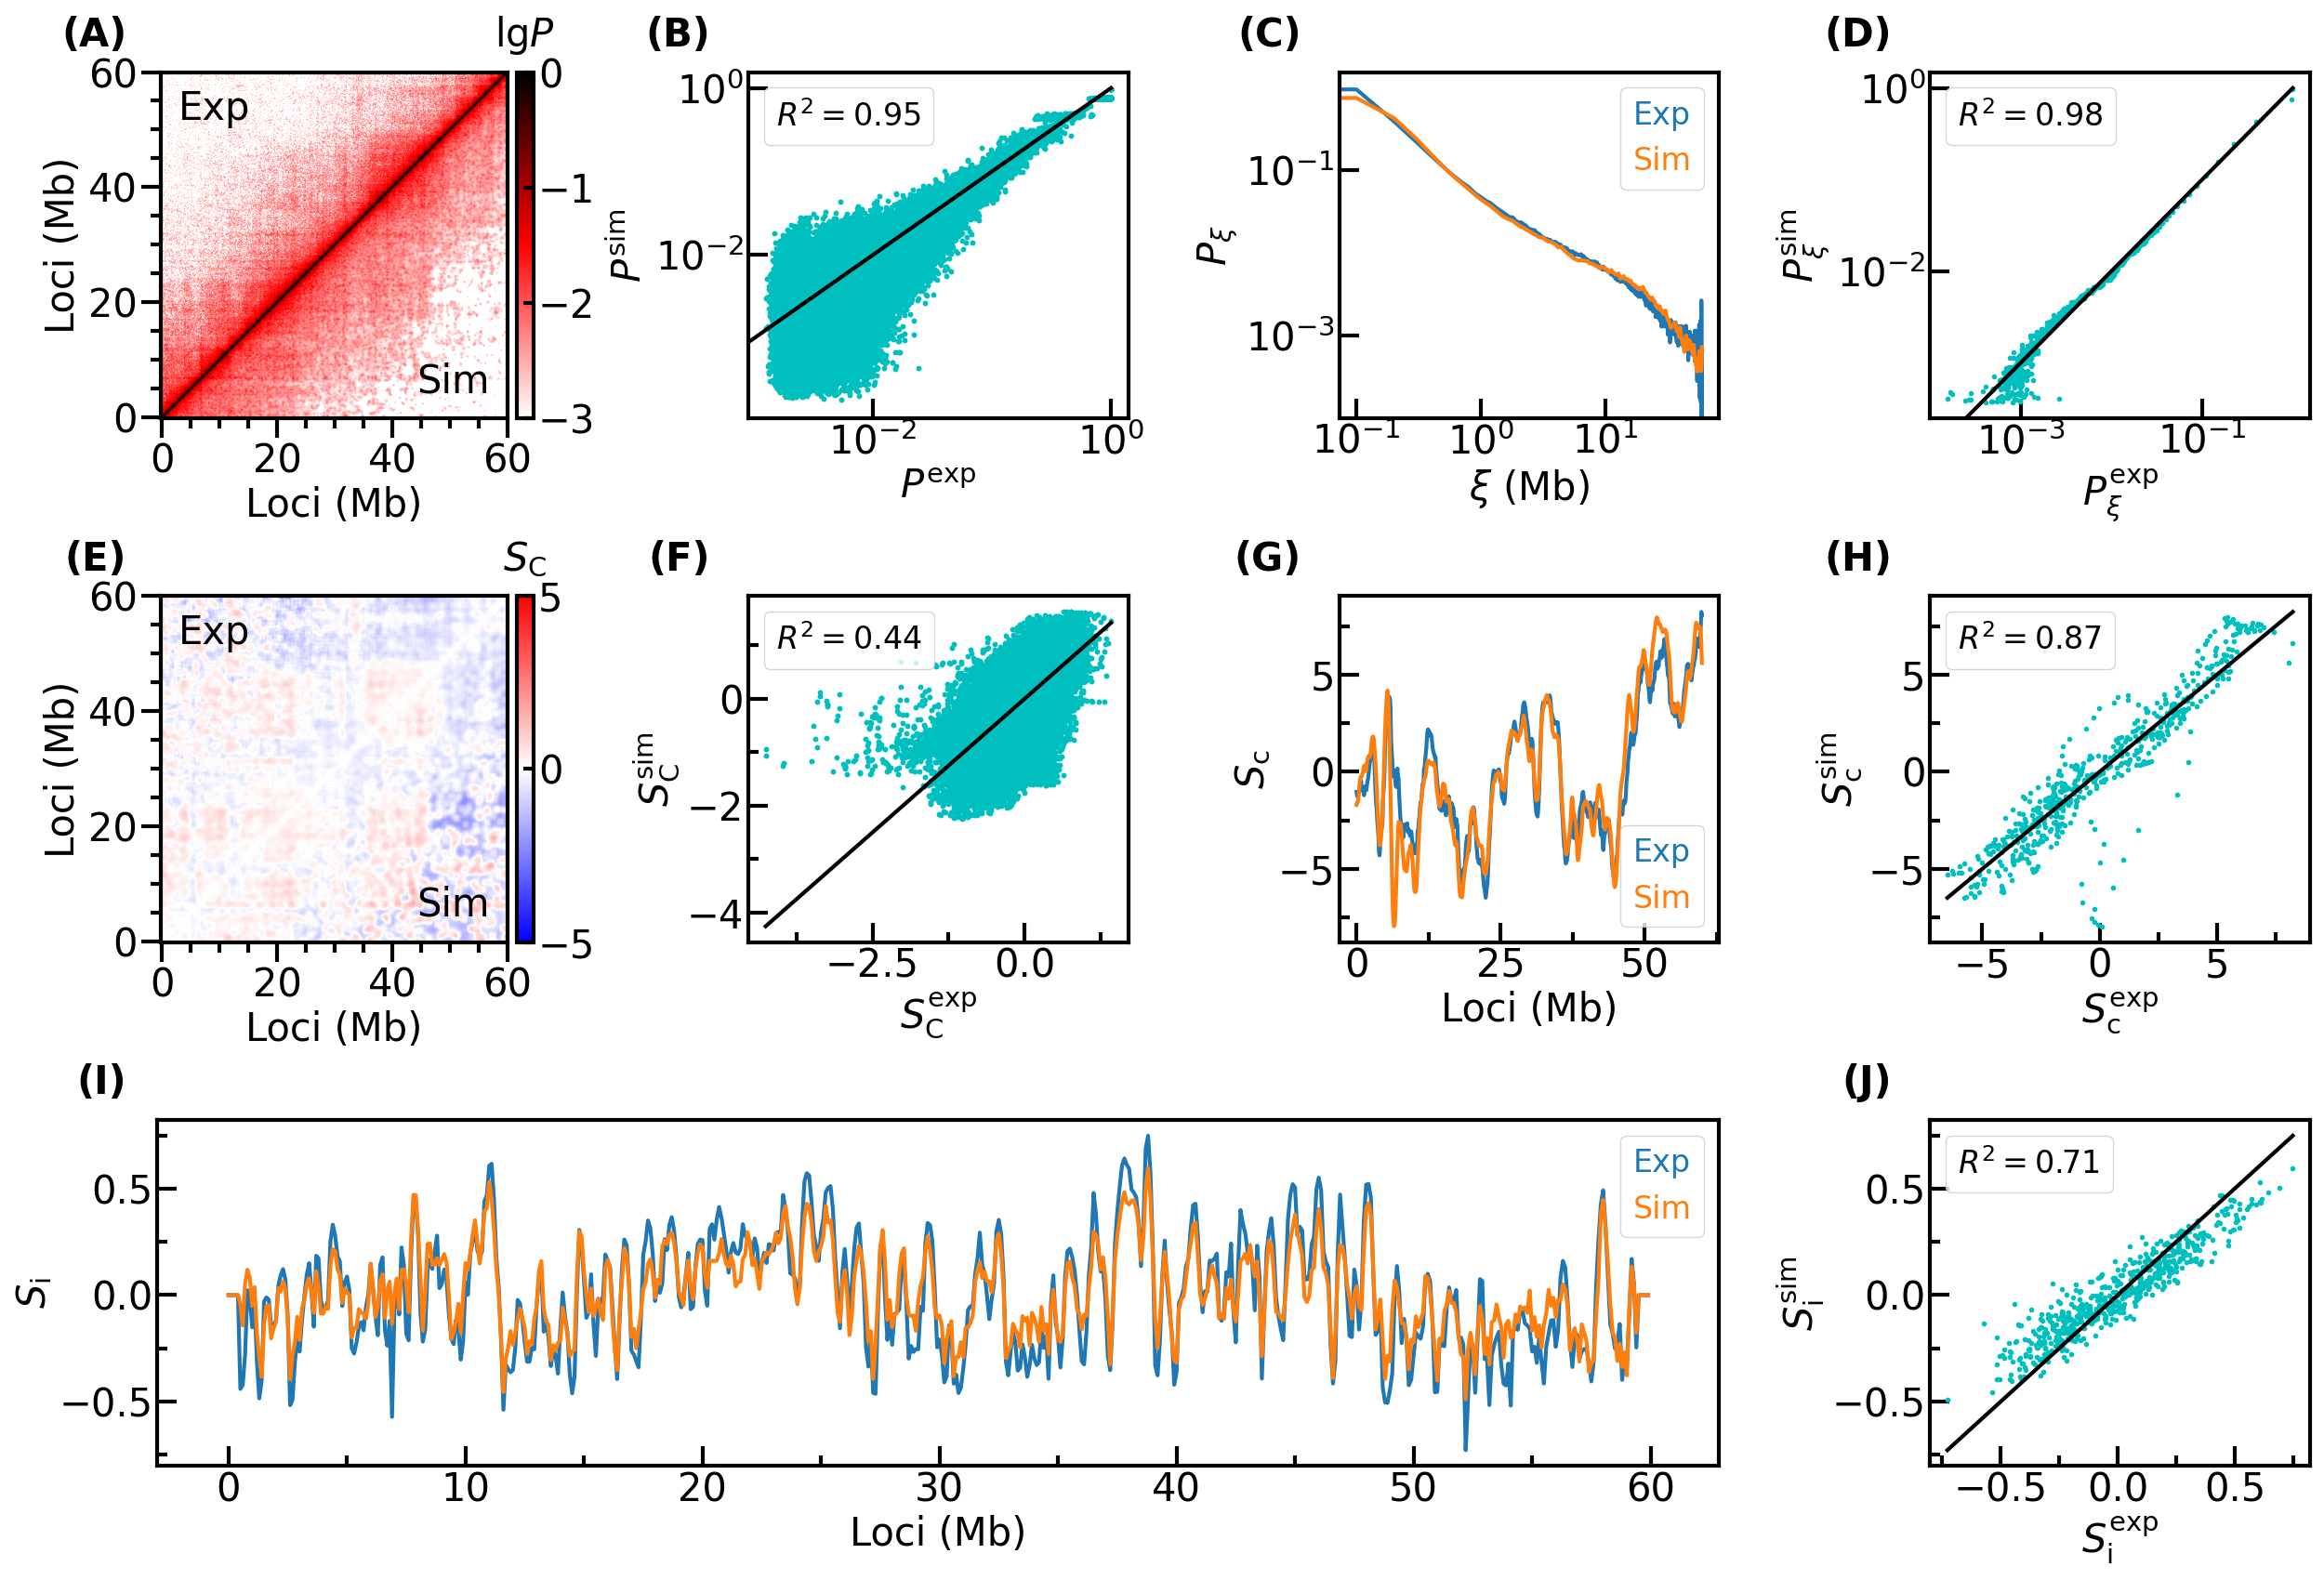 (A)
lgP
Exp
Sim
60
40
20
0
0
20
40
60
Loci (Mb)
Loci (Mb)
0
−1
−2
−3
(B)
R² = 0.95
10⁰
10⁻²
10⁻²
10⁰
P^sim
P^exp
(C)
Exp
Sim
10⁻¹
10⁻³
10⁻¹
10⁰
10¹
P_ξ
ξ (Mb)
(D)
R² = 0.98
10⁰
10⁻²
10⁻³
10⁻¹
P_ξ^sim
P_ξ^exp
(E)
S_C
Exp
Sim
60
40
20
0
0
20
40
60
Loci (Mb)
Loci (Mb)
5
0
−5
(F)
R² = 0.44
0
−2
−4
−2.5
0.0
S_C^sim
S_C^exp
(G)
5
0
−5
Exp
Sim
0
25
50
S_c
Loci (Mb)
(H)
R² = 0.87
5
0
−5
−5
0
5
S_c^sim
S_c^exp
(I)
Exp
Sim
0.5
0.0
−0.5
0
10
20
30
40
50
60
S_i
Loci (Mb)
(J)
R² = 0.71
0.5
0.0
−0.5
−0.5
0.0
0.5
S_i^sim
S_i^exp